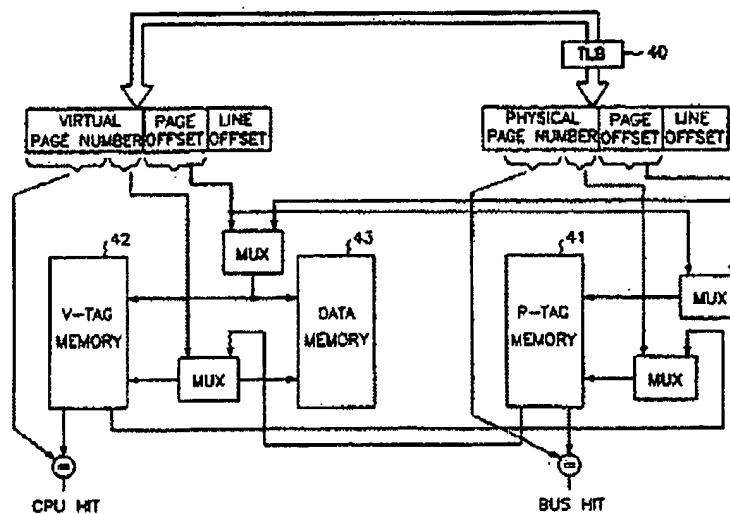 TLB
40
VIRTUAL
PAGE NUMBER
PAGE
OFFSET
LINE
OFFSET
PHYSICAL
PAGE NUMBER
PAGE
OFFSET
LINE
OFFSET
42
V-TAG
MEMORY
MUX
43
DATA
MEMORY
MUX
41
P-TAG
MEMORY
MUX
MUX
=
CPU HIT
=
BUS HIT